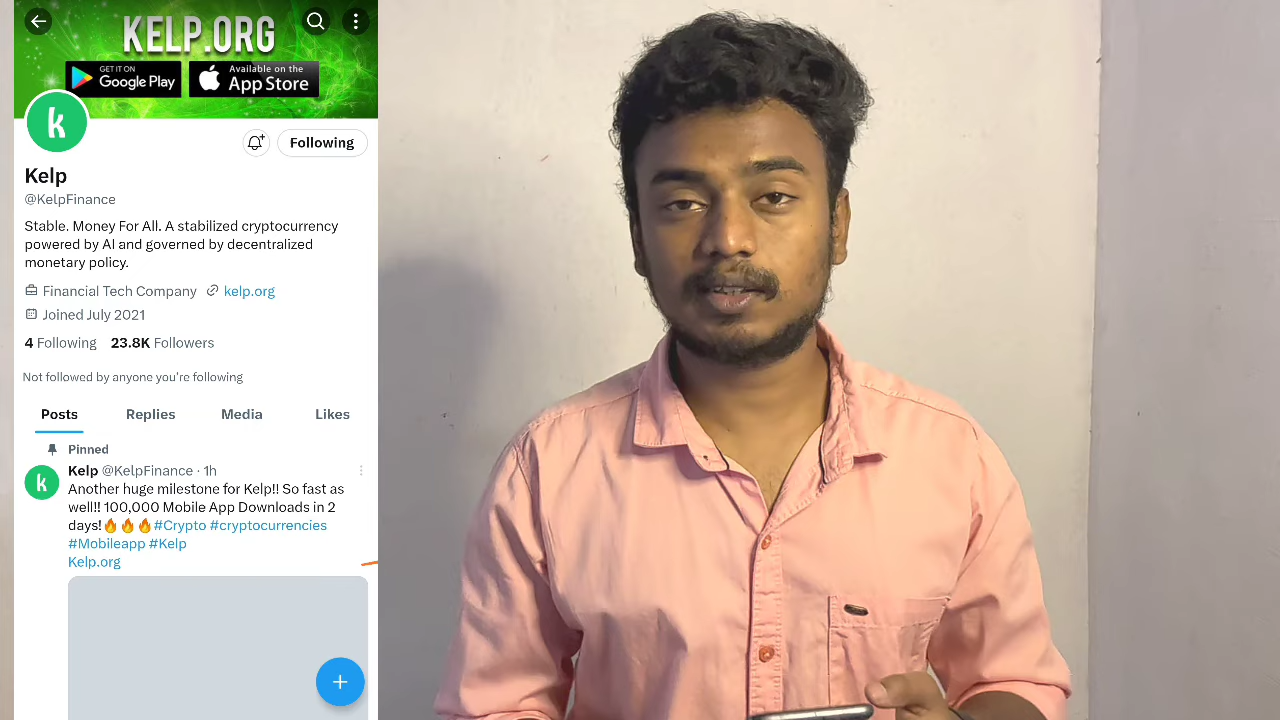 KELP.ORG
GET IT ON
Google Play
Available on the
App Store
k
Following
Kelp
@KelpFinance
Stable. Money For All. A stabilized cryptocurrency
powered by AI and governed by decentralized
monetary policy.
Financial Tech Company kelp.org
Joined July 2021
4 Following 23.8K Followers
Not followed by anyone you're following
Posts Replies Media Likes
Pinned
k
Kelp @KelpFinance · 1h
Another huge milestone for Kelp!! So fast as
well!! 100,000 Mobile App Downloads in 2
days!🔥🔥🔥#Crypto #cryptocurrencies
#Mobileapp #Kelp
Kelp.org